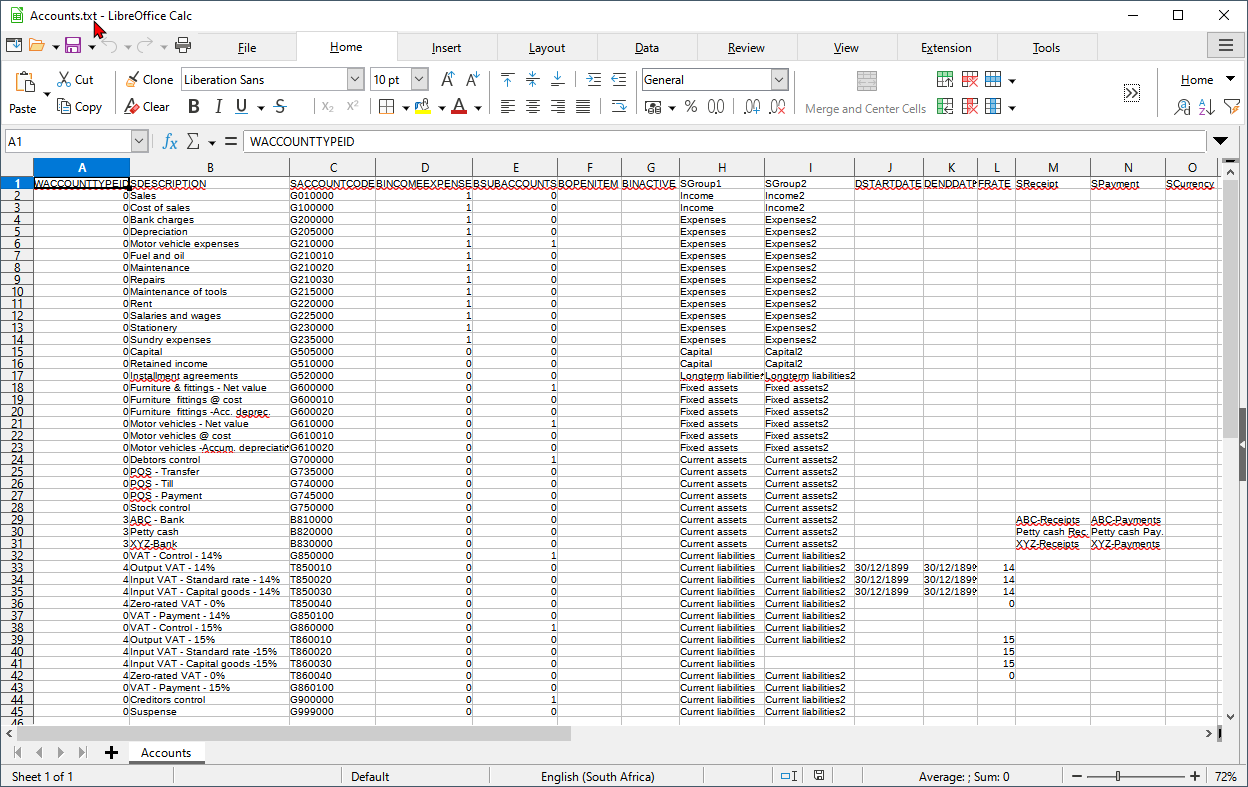 Accounts.txt - LibreOffice Calc
File Home Insert Layout Data Review View Extension Tools
Paste Cut Clone Liberation Sans 10 pt General Merge and Center Cells Home
Copy Clear B I U S
A1 WACCOUNTTYPEID
A B C D E F G H I J K L M N O
1 WACCOUNTTYPEID SDESCRIPTION SACCOUNTCODE BINCOMEEXPENSE BSUBACCOUNTS BOPENITEM BINACTIVE SGroup1 SGroup2 DSTARTDATE DENDDATE FRATE SReceipt SPayment SCurrency
2 0 Sales G010000 1 0 Income Income2
3 0 Cost of sales G100000 1 0 Income Income2
4 0 Bank charges G200000 1 0 Expenses Expenses2
5 0 Depreciation G205000 1 0 Expenses Expenses2
6 0 Motor vehicle expenses G210000 1 1 Expenses Expenses2
7 0 Fuel and oil G210010 1 0 Expenses Expenses2
8 0 Maintenance G210020 1 0 Expenses Expenses2
9 0 Repairs G210030 1 0 Expenses Expenses2
10 0 Maintenance of tools G215000 1 0 Expenses Expenses2
11 0 Rent G220000 1 0 Expenses Expenses2
12 0 Salaries and wages G225000 1 0 Expenses Expenses2
13 0 Stationery G230000 1 0 Expenses Expenses2
14 0 Sundry expenses G235000 1 0 Expenses Expenses2
15 0 Capital G505000 0 0 Capital Capital2
16 0 Retained income G510000 0 0 Capital Capital2
17 0 Installment agreements G520000 0 0 Longterm liabilitie Longterm liabilities2
18 0 Furniture & fittings - Net value G600000 0 1 Fixed assets Fixed assets2
19 0 Furniture  fittings @ cost G600010 0 0 Fixed assets Fixed assets2
20 0 Furniture  fittings -Acc. deprec. G600020 0 0 Fixed assets Fixed assets2
21 0 Motor vehicles - Net value G610000 0 1 Fixed assets Fixed assets2
22 0 Motor vehicles @ cost G610010 0 0 Fixed assets Fixed assets2
23 0 Motor vehicles -Accum. depreciatio G610020 0 0 Fixed assets Fixed assets2
24 0 Debtors control G700000 0 1 Current assets Current assets2
25 0 POS - Transfer G735000 0 0 Current assets Current assets2
26 0 POS - Till G740000 0 0 Current assets Current assets2
27 0 POS - Payment G745000 0 0 Current assets Current assets2
28 0 Stock control G750000 0 0 Current assets Current assets2
29 3 ABC - Bank B810000 0 0 Current assets Current assets2 ABC-Receipts ABC-Payments
30 3 Petty cash B820000 0 0 Current assets Current assets2 Petty cash Rec. Petty cash Pay.
31 3 XYZ-Bank B830000 0 0 Current assets Current assets2 XYZ-Receipts XYZ-Payments
32 0 VAT - Control - 14% G850000 0 1 Current liabilities Current liabilities2
33 4 Output VAT - 14% T850010 0 0 Current liabilities Current liabilities2 30/12/1899 30/12/1899 14
34 4 Input VAT - Standard rate - 14% T850020 0 0 Current liabilities Current liabilities2 30/12/1899 30/12/1899 14
35 4 Input VAT - Capital goods - 14% T850030 0 0 Current liabilities Current liabilities2 30/12/1899 30/12/1899 14
36 4 Zero-rated VAT - 0% T850040 0 0 Current liabilities Current liabilities2 0
37 0 VAT - Payment - 14% G850100 0 0 Current liabilities Current liabilities2
38 0 VAT - Control - 15% G860000 0 1 Current liabilities Current liabilities2
39 4 Output VAT - 15% T860010 0 0 Current liabilities Current liabilities2 15
40 4 Input VAT - Standard rate -15% T860020 0 0 Current liabilities 15
41 4 Input VAT - Capital goods -15% T860030 0 0 Current liabilities 15
42 4 Zero-rated VAT - 0% T860040 0 0 Current liabilities Current liabilities2 0
43 0 VAT - Payment - 15% G860100 0 0 Current liabilities Current liabilities2
44 0 Creditors control G900000 0 1 Current liabilities Current liabilities2
45 0 Suspense G999000 0 0 Current liabilities Current liabilities2
46
Accounts
Sheet 1 of 1 Default English (South Africa) Average: ; Sum: 0 72%